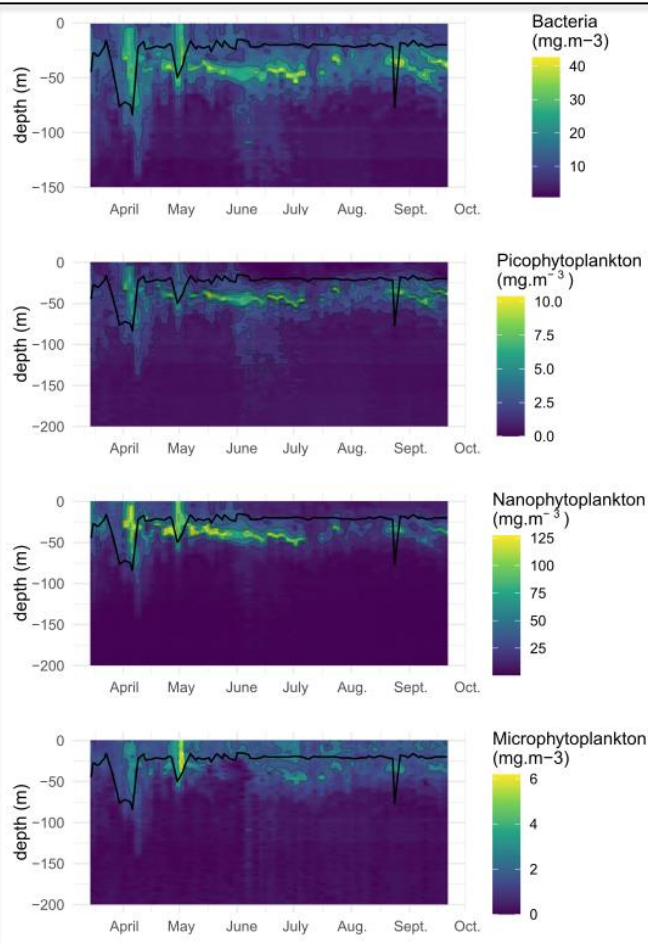 Bacteria
(mg.m−3)
0
−50
−100
−150
depth (m)
April May June July Aug. Sept. Oct.
40
30
20
10
Picophytoplankton
(mg.m⁻³)
0
−50
−100
−150
−200
depth (m)
April May June July Aug. Sept. Oct.
10.0
7.5
5.0
2.5
0.0
Nanophytoplankton
(mg.m⁻³)
0
−50
−100
−150
−200
depth (m)
April May June July Aug. Sept. Oct.
125
100
75
50
25
Microphytoplankton
(mg.m−3)
0
−50
−100
−150
−200
depth (m)
April May June July Aug. Sept. Oct.
6
4
2
0